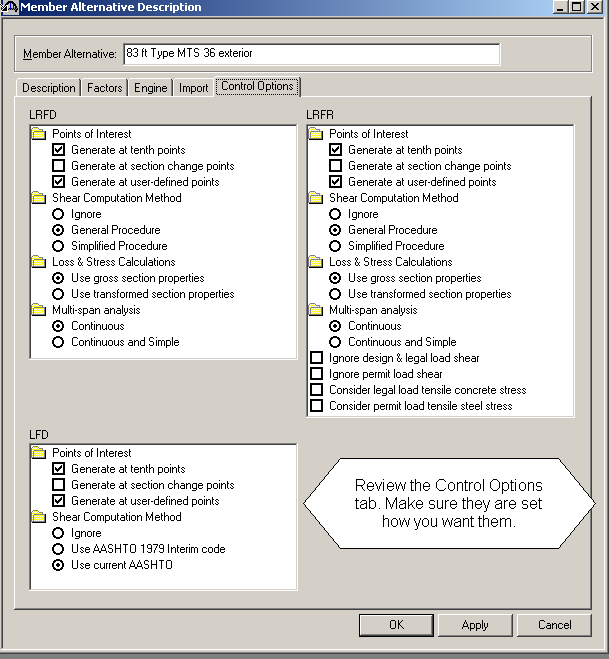 Member Alternative Description
Member Alternative: 83 ft Type MTS 36 exterior
Description Factors Engine Import Control Options
LRFD
Points of Interest
Generate at tenth points
Generate at section change points
Generate at user-defined points
Shear Computation Method
Ignore
General Procedure
Simplified Procedure
Loss & Stress Calculations
Use gross section properties
Use transformed section properties
Multi-span analysis
Continuous
Continuous and Simple
LRFR
Points of Interest
Generate at tenth points
Generate at section change points
Generate at user-defined points
Shear Computation Method
Ignore
General Procedure
Simplified Procedure
Loss & Stress Calculations
Use gross section properties
Use transformed section properties
Multi-span analysis
Continuous
Continuous and Simple
Ignore design & legal load shear
Ignore permit load shear
Consider legal load tensile concrete stress
Consider permit load tensile steel stress
LFD
Points of Interest
Generate at tenth points
Generate at section change points
Generate at user-defined points
Shear Computation Method
Ignore
Use AASHTO 1979 Interim code
Use current AASHTO
Review the Control Options
tab. Make sure they are set
how you want them.
OK Apply Cancel